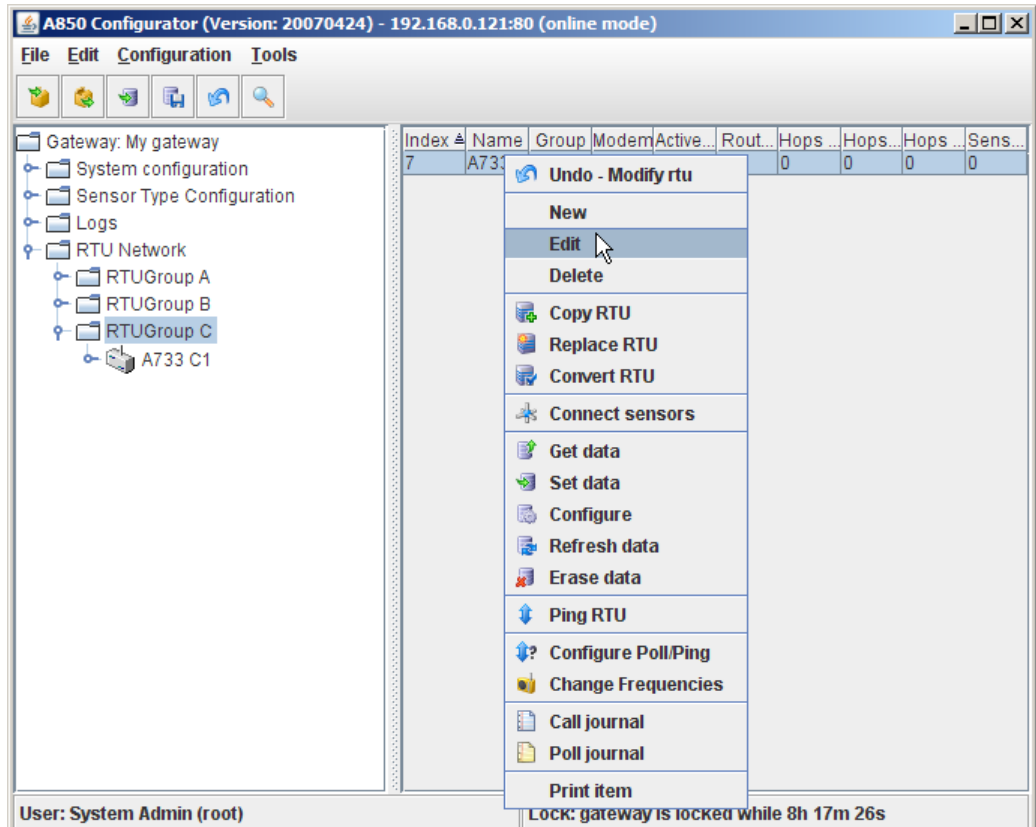 A850 Configurator (Version: 20070424) - 192.168.0.121:80 (online mode)
File Edit Configuration Tools
Gateway: My gateway
System configuration
Sensor Type Configuration
Logs
RTU Network
RTUGroup A
RTUGroup B
RTUGroup C
A733 C1
Index Name Group Modem Active... Rout... Hops ... Hops... Hops ... Sens...
7 A733 0 0 0 0
Undo - Modify rtu
New
Edit
Delete
Copy RTU
Replace RTU
Convert RTU
Connect sensors
Get data
Set data
Configure
Refresh data
Erase data
Ping RTU
Configure Poll/Ping
Change Frequencies
Call journal
Poll journal
Print item
User: System Admin (root)
Lock: gateway is locked while 8h 17m 26s